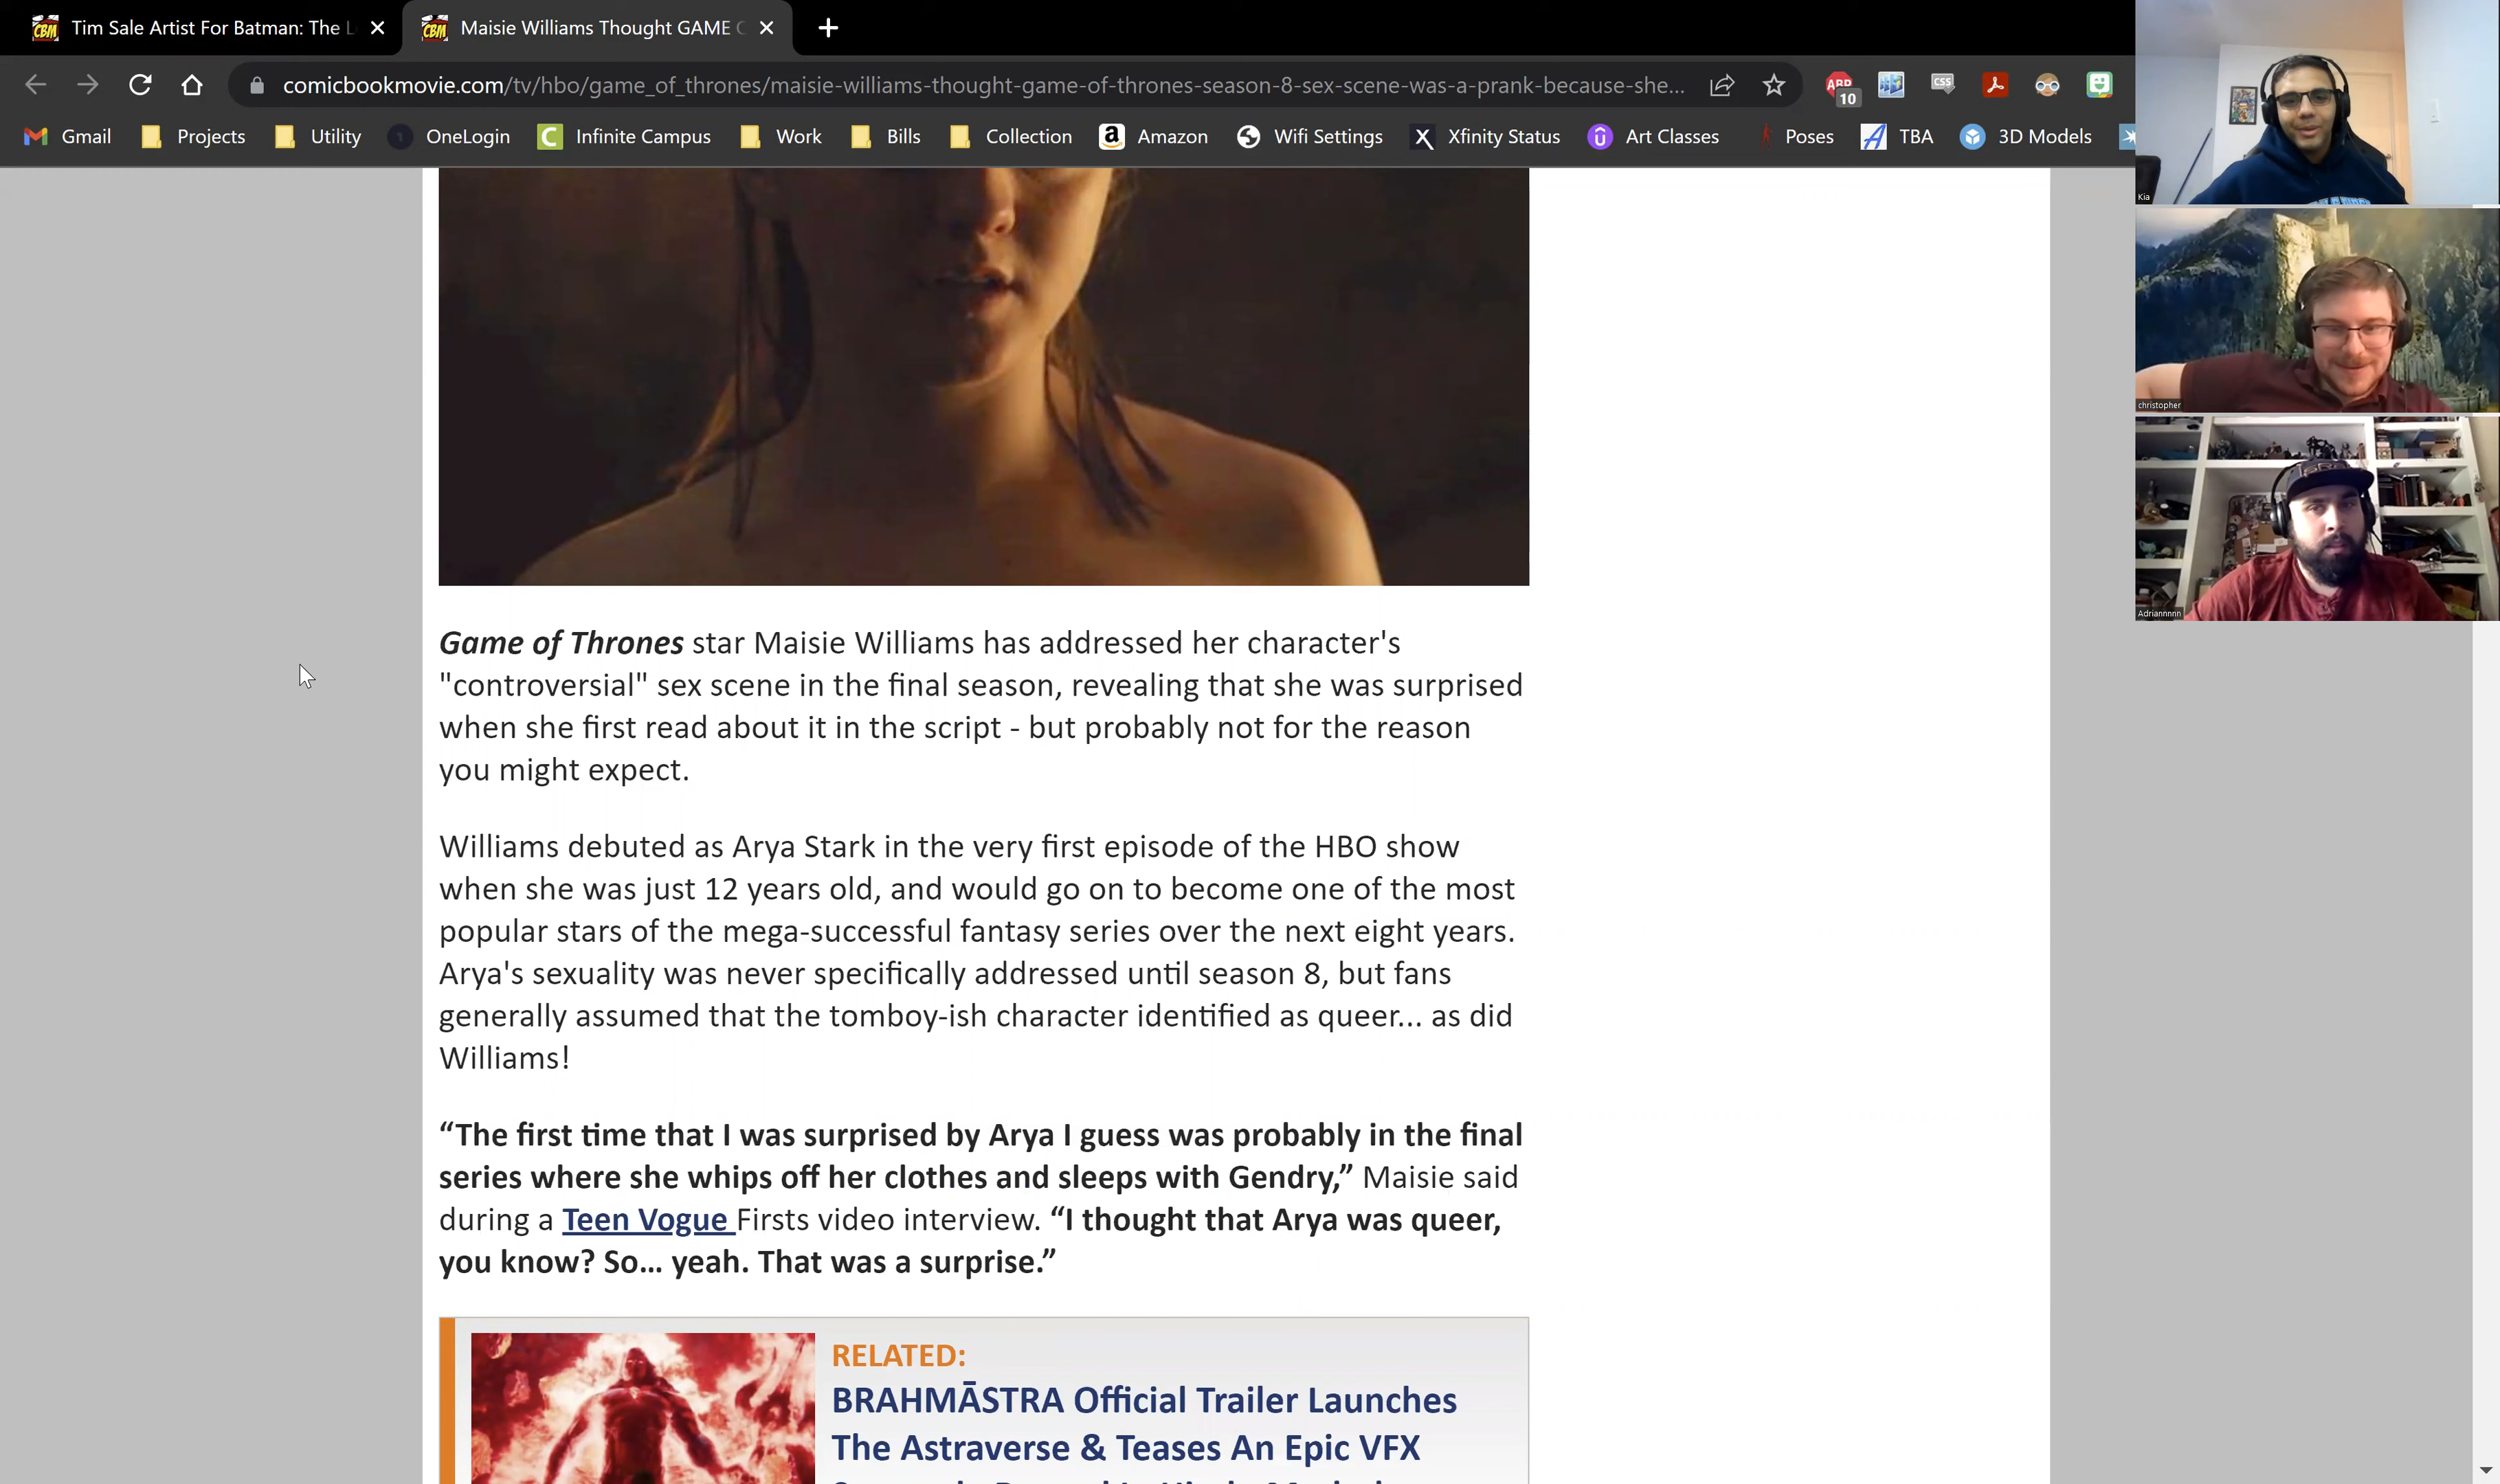 Tim Sale Artist For Batman: The L
Maisie Williams Thought GAME O
comicbookmovie.com/tv/hbo/game_of_thrones/maisie-williams-thought-game-of-thrones-season-8-sex-scene-was-a-prank-because-she...
ABP
10
CSS
Gmail Projects Utility OneLogin Infinite Campus Work Bills Collection Amazon Wifi Settings Xfinity Status Art Classes Poses TBA 3D Models
Kia
christopher
Adriannnnn
Game of Thrones star Maisie Williams has addressed her character's
"controversial" sex scene in the final season, revealing that she was surprised
when she first read about it in the script - but probably not for the reason
you might expect.
Williams debuted as Arya Stark in the very first episode of the HBO show
when she was just 12 years old, and would go on to become one of the most
popular stars of the mega-successful fantasy series over the next eight years.
Arya's sexuality was never specifically addressed until season 8, but fans
generally assumed that the tomboy-ish character identified as queer... as did
Williams!
“The first time that I was surprised by Arya I guess was probably in the final
series where she whips off her clothes and sleeps with Gendry,” Maisie said
during a Teen Vogue Firsts video interview. “I thought that Arya was queer,
you know? So... yeah. That was a surprise.”
RELATED:
BRAHMĀSTRA Official Trailer Launches
The Astraverse & Teases An Epic VFX